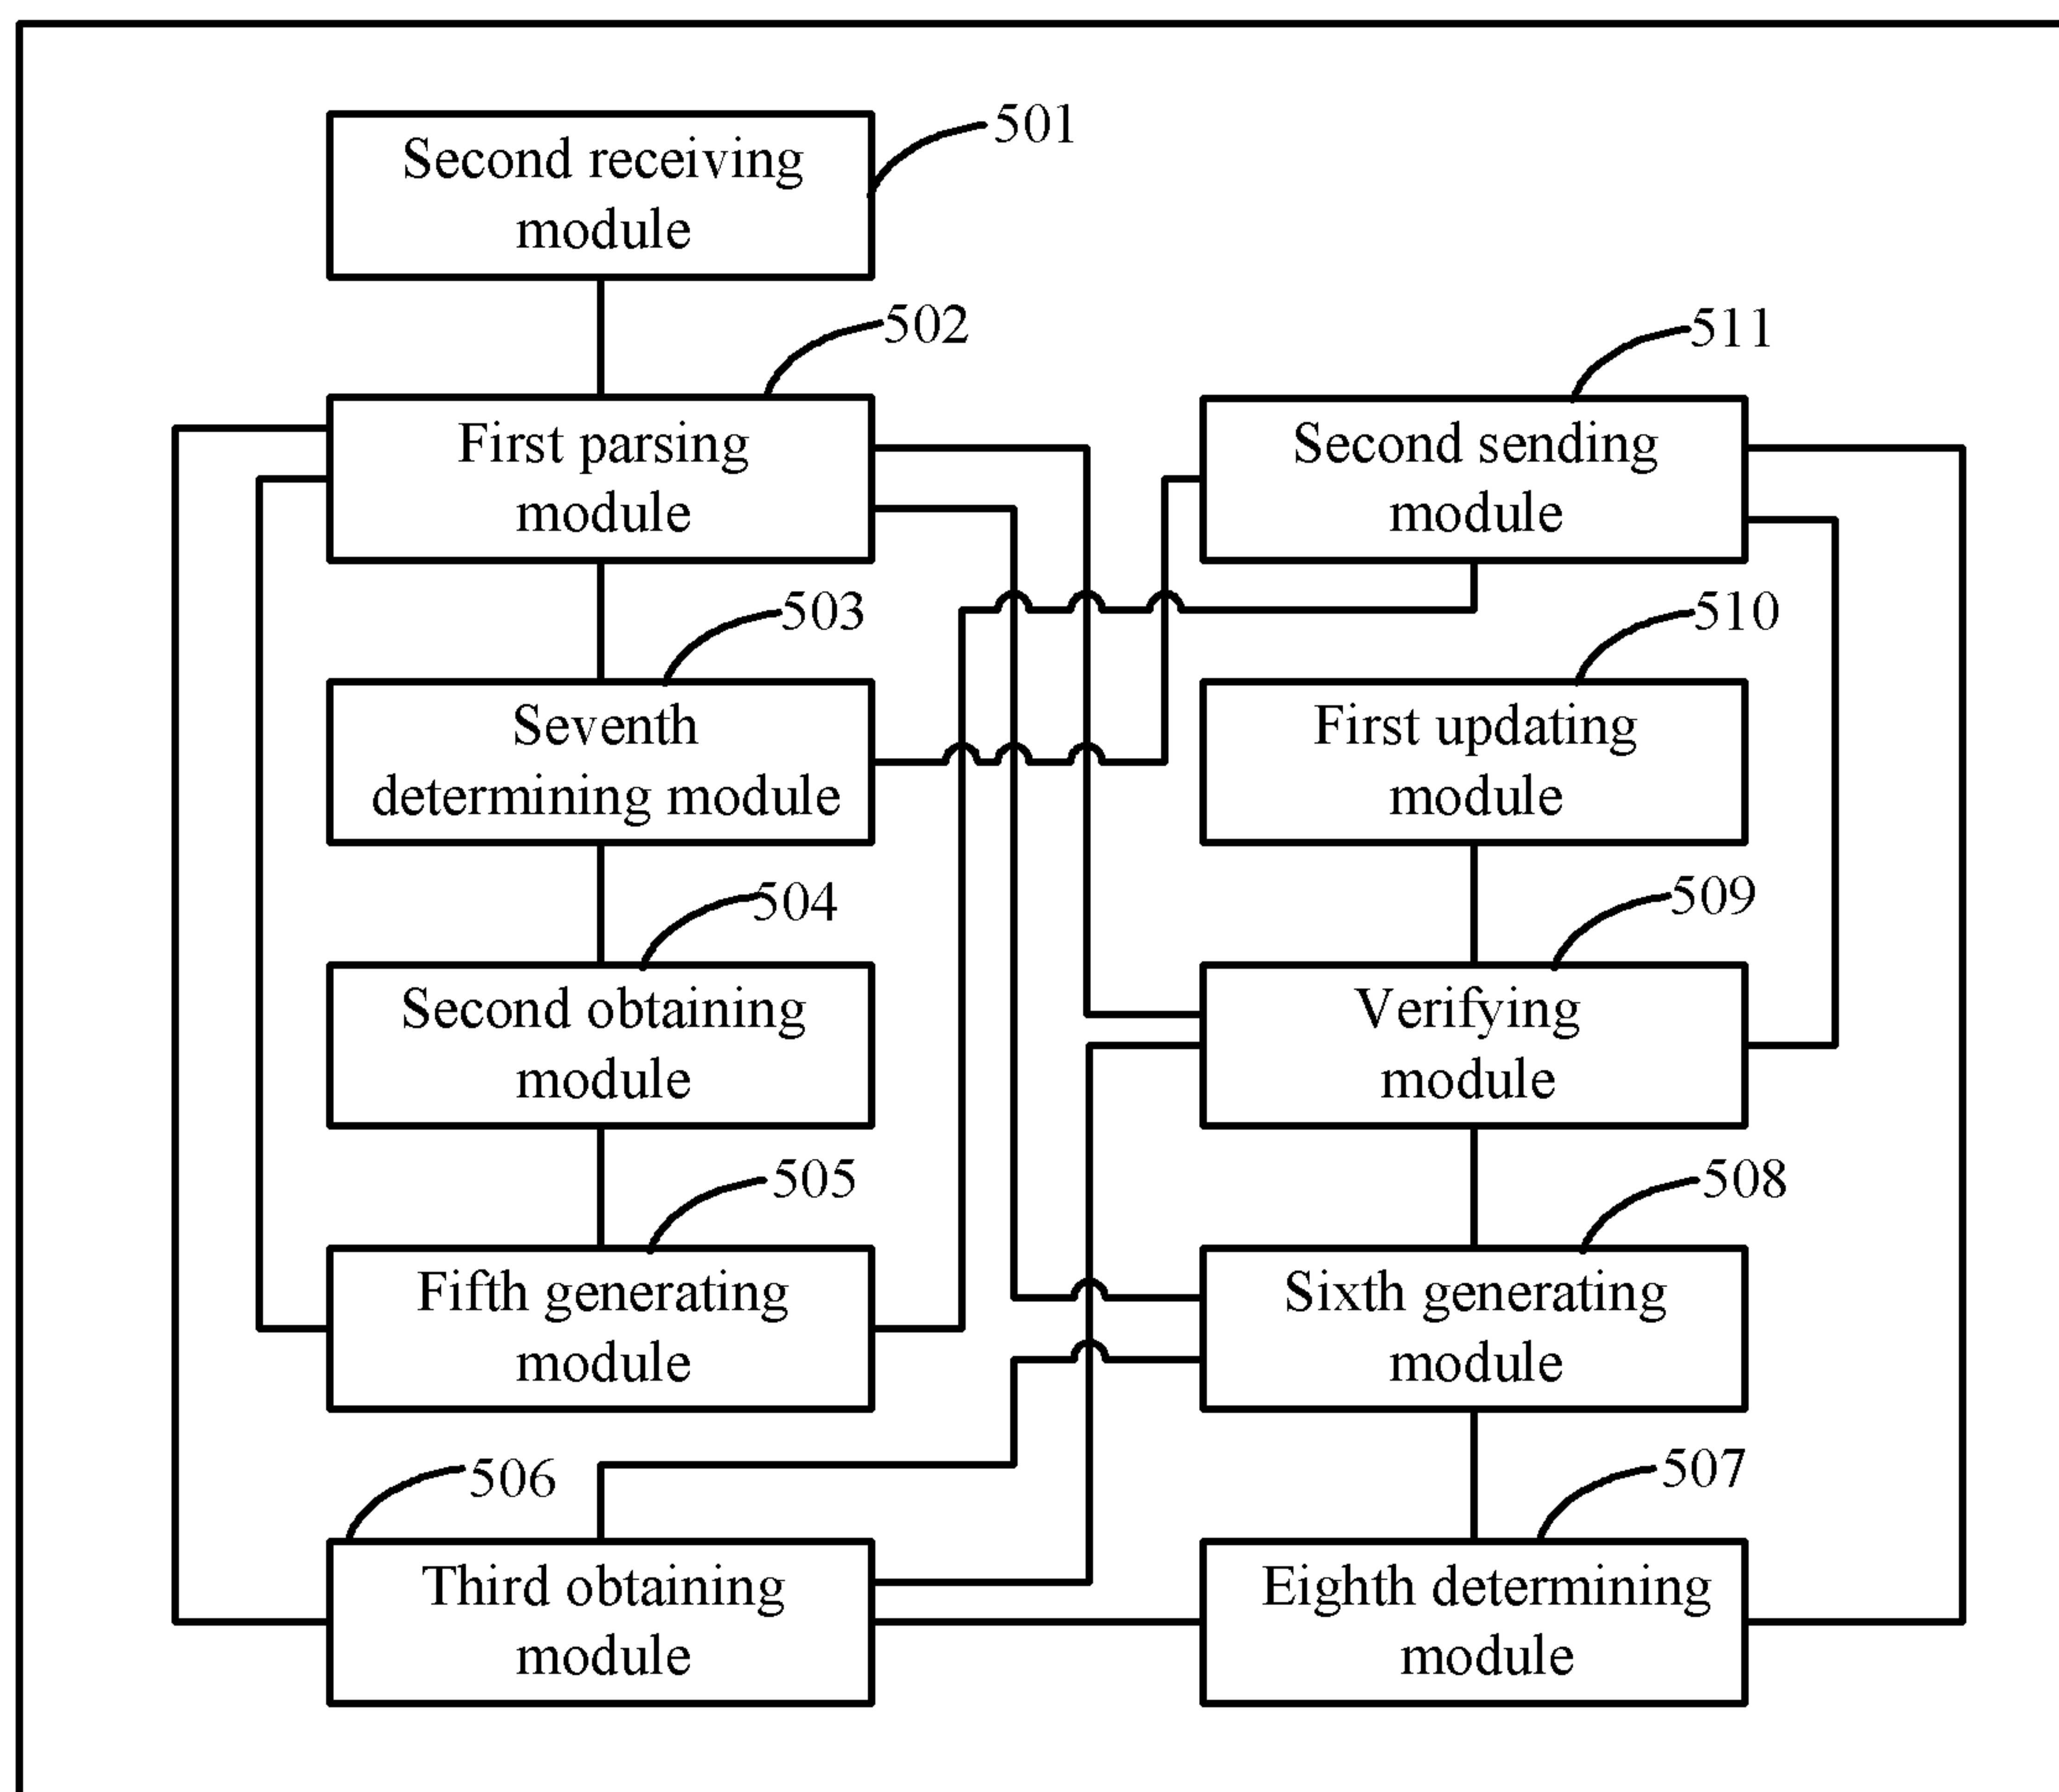 501
Second receiving
module
502
First parsing
module
511
Second sending
module
503
Seventh
determining module
510
First updating
module
504
Second obtaining
module
509
Verifying
module
505
Fifth generating
module
508
Sixth generating
module
506
Third obtaining
module
507
Eighth determining
module